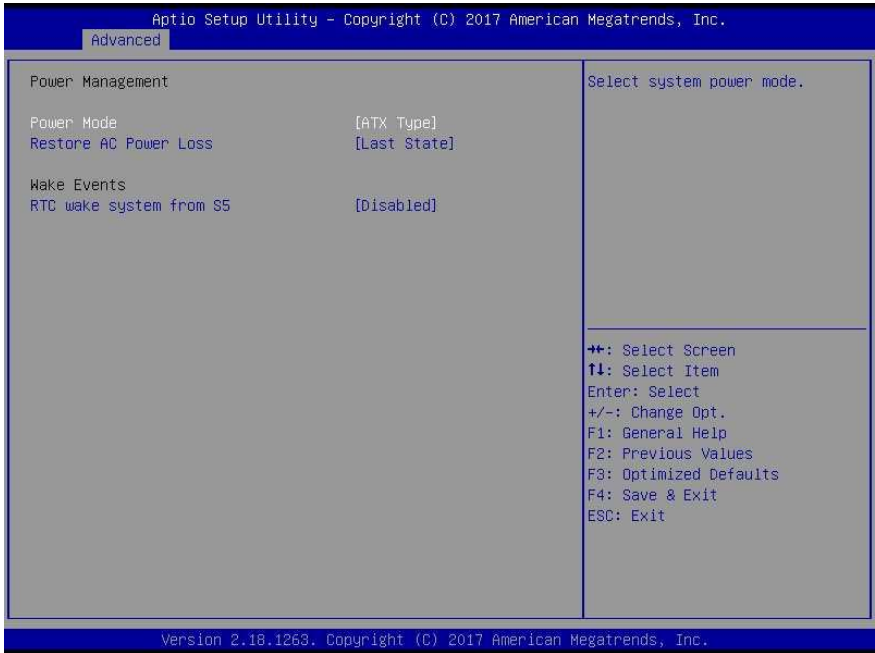 Aptio Setup Utility – Copyright (C) 2017 American Megatrends, Inc.
Advanced
Power Management
Power Mode [ATX Type]
Restore AC Power Loss [Last State]
Wake Events
RTC wake system from S5 [Disabled]
Select system power mode.
→←: Select Screen
↑↓: Select Item
Enter: Select
+/-: Change Opt.
F1: General Help
F2: Previous Values
F3: Optimized Defaults
F4: Save & Exit
ESC: Exit
Version 2.18.1263. Copyright (C) 2017 American Megatrends, Inc.